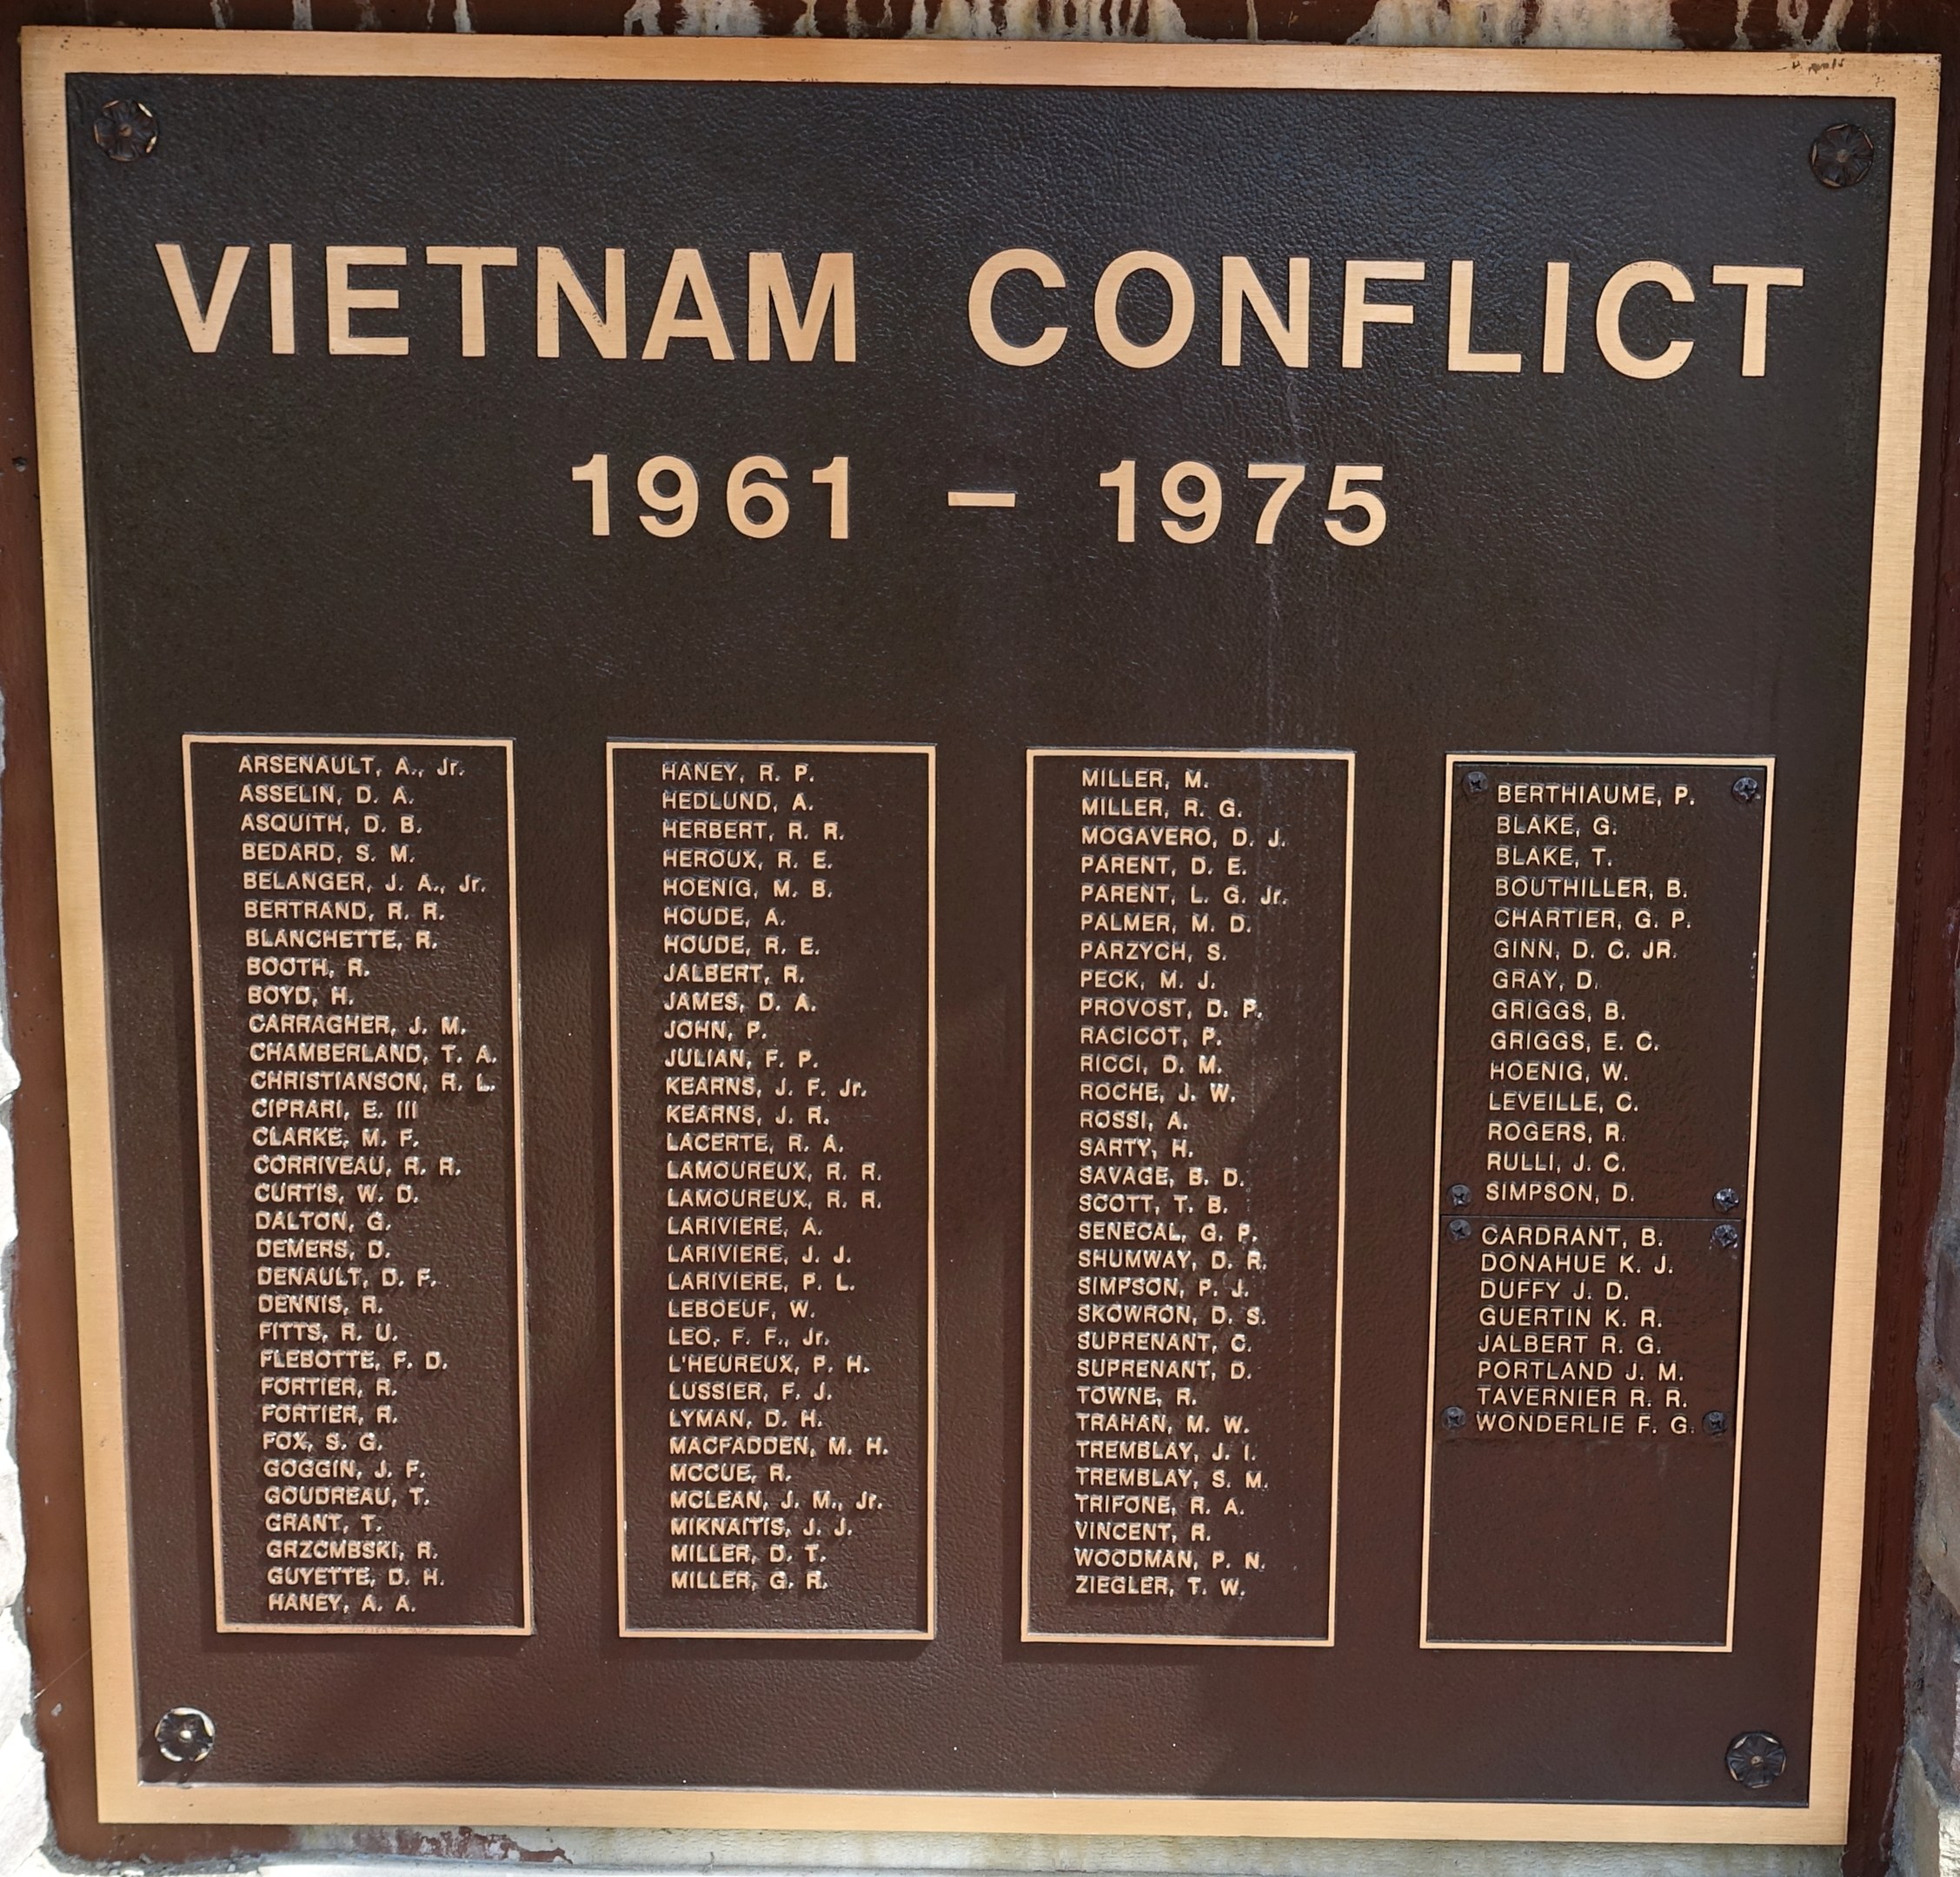 VIETNAM CONFLICT
1961 – 1975
ARSENAULT, A., Jr.
ASSELIN, D. A.
ASQUITH, D. B.
BEDARD, S. M.
BELANGER, J. A., Jr.
BERTRAND, R. R.
BLANCHETTE, R.
BOOTH, R.
BOYD, H.
CARRAGHER, J. M.
CHAMBERLAND, T. A.
CHRISTIANSON, R. L.
CIPRARI, E. III
CLARKE, M. F.
CORRIVEAU, R. R.
CURTIS, W. D.
DALTON, G.
DEMERS, D.
DENAULT, D. F.
DENNIS, R.
FITTS, R. U.
FLEBOTTE, F. D.
FORTIER, R.
FORTIER, R.
FOX, S. G.
GOGGIN, J. F.
GOUDREAU, T.
GRANT, T.
GRZCMBSKI, R.
GUYETTE, D. H.
HANEY, A. A.
HANEY, R. P.
HEDLUND, A.
HERBERT, R. R.
HEROUX, R. E.
HOENIG, M. B.
HOUDE, A.
HOUDE, R. E.
JALBERT, R.
JAMES, D. A.
JOHN, P.
JULIAN, F. P.
KEARNS, J. F. Jr.
KEARNS, J. R.
LACERTE, R. A.
LAMOUREUX, R. R.
LAMOUREUX, R. R.
LARIVIERE, A.
LARIVIERE, J. J.
LARIVIERE, P. L.
LEBOEUF, W.
LEO, F. F., Jr.
L'HEUREUX, P. H.
LUSSIER, F. J.
LYMAN, D. H.
MACFADDEN, M. H.
MCCUE, R.
MCLEAN, J. M., Jr.
MIKNAITIS, J. J.
MILLER, D. T.
MILLER, G. R.
MILLER, M.
MILLER, R. G.
MOGAVERO, D. J.
PARENT, D. E.
PARENT, L. G. Jr.
PALMER, M. D.
PARZYCH, S.
PECK, M. J.
PROVOST, D. P.
RACICOT, P.
RICCI, D. M.
ROCHE, J. W.
ROSSI, A.
SARTY, H.
SAVAGE, B. D.
SCOTT, T. B.
SENECAL, G. P.
SHUMWAY, D. R.
SIMPSON, P. J.
SKOWRON, D. S.
SUPRENANT, C.
SUPRENANT, D.
TOWNE, R.
TRAHAN, M. W.
TREMBLAY, J. I.
TREMBLAY, S. M.
TRIFONE, R. A.
VINCENT, R.
WOODMAN, P. N.
ZIEGLER, T. W.
BERTHIAUME, P.
BLAKE, G.
BLAKE, T.
BOUTHILLER, B.
CHARTIER, G. P.
GINN, D. C. JR.
GRAY, D.
GRIGGS, B.
GRIGGS, E. C.
HOENIG, W.
LEVEILLE, C.
ROGERS, R.
RULLI, J. C.
SIMPSON, D.
CARDRANT, B.
DONAHUE K. J.
DUFFY J. D.
GUERTIN K. R.
JALBERT R. G.
PORTLAND J. M.
TAVERNIER R. R.
WONDERLIE F. G.